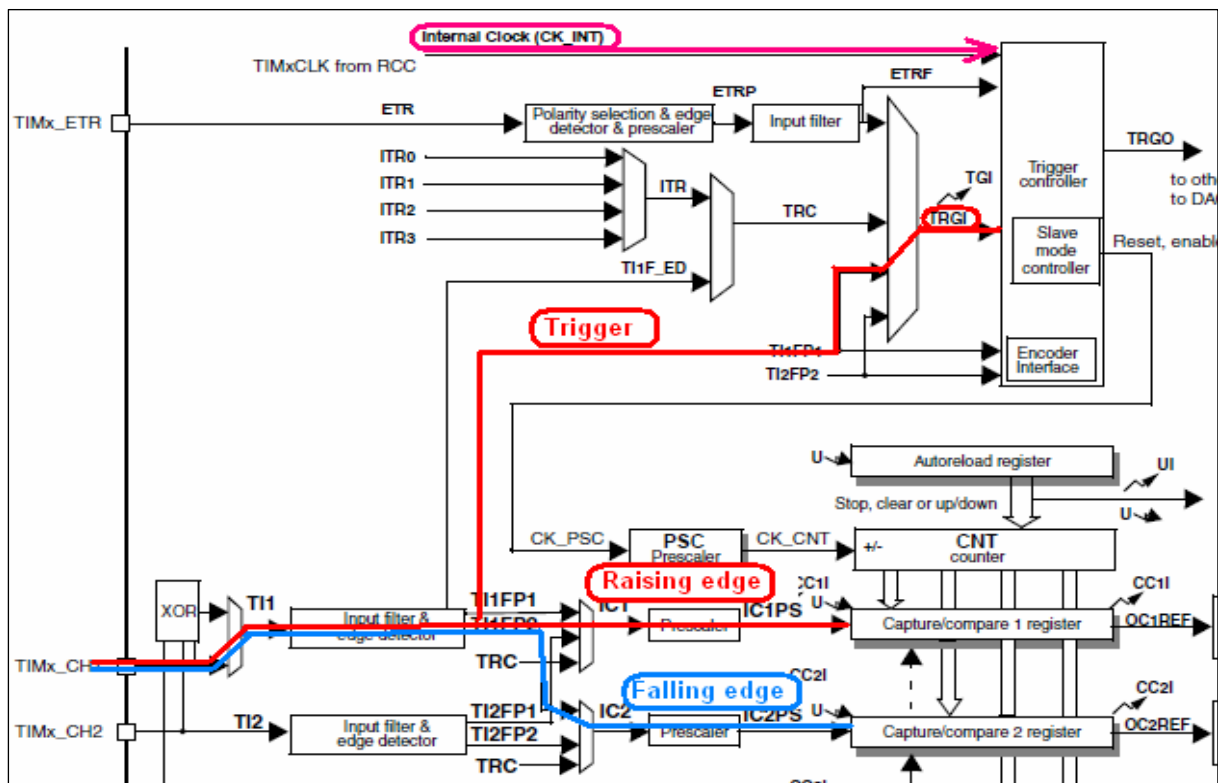 Internal Clock (CK_INT)
TIMxCLK from RCC
ETRF
ETRP
ETR
TIMx_ETR
Polarity selection & edge
detector & prescaler
Input filter
TRGO
ITR0
ITR1
ITR2
ITR3
ITR
TRC
TGI
TRGI
Trigger
controller
to oth
to DA
Slave
mode
controller
Reset, enable
TI1F_ED
Trigger
TI1FP1
TI2FP2
Encoder
Interface
U
Autoreload register
UI
Stop, clear or up/down
U
CK_PSC
PSC
Prescaler
CK_CNT
+/-
CNT
counter
Raising edge
CC1I
CC1I
XOR
TI1
Input filter &
edge detector
TI1FP1
TI1FP2
IC1
Prescaler
IC1PS
U
Capture/compare 1 register
OC1REF
TIMx_CH
TRC
Falling edge
CC2I
CC2I
TIMx_CH2
TI2
Input filter &
edge detector
TI2FP1
TI2FP2
IC2
Prescaler
IC2PS
U
Capture/compare 2 register
OC2REF
TRC